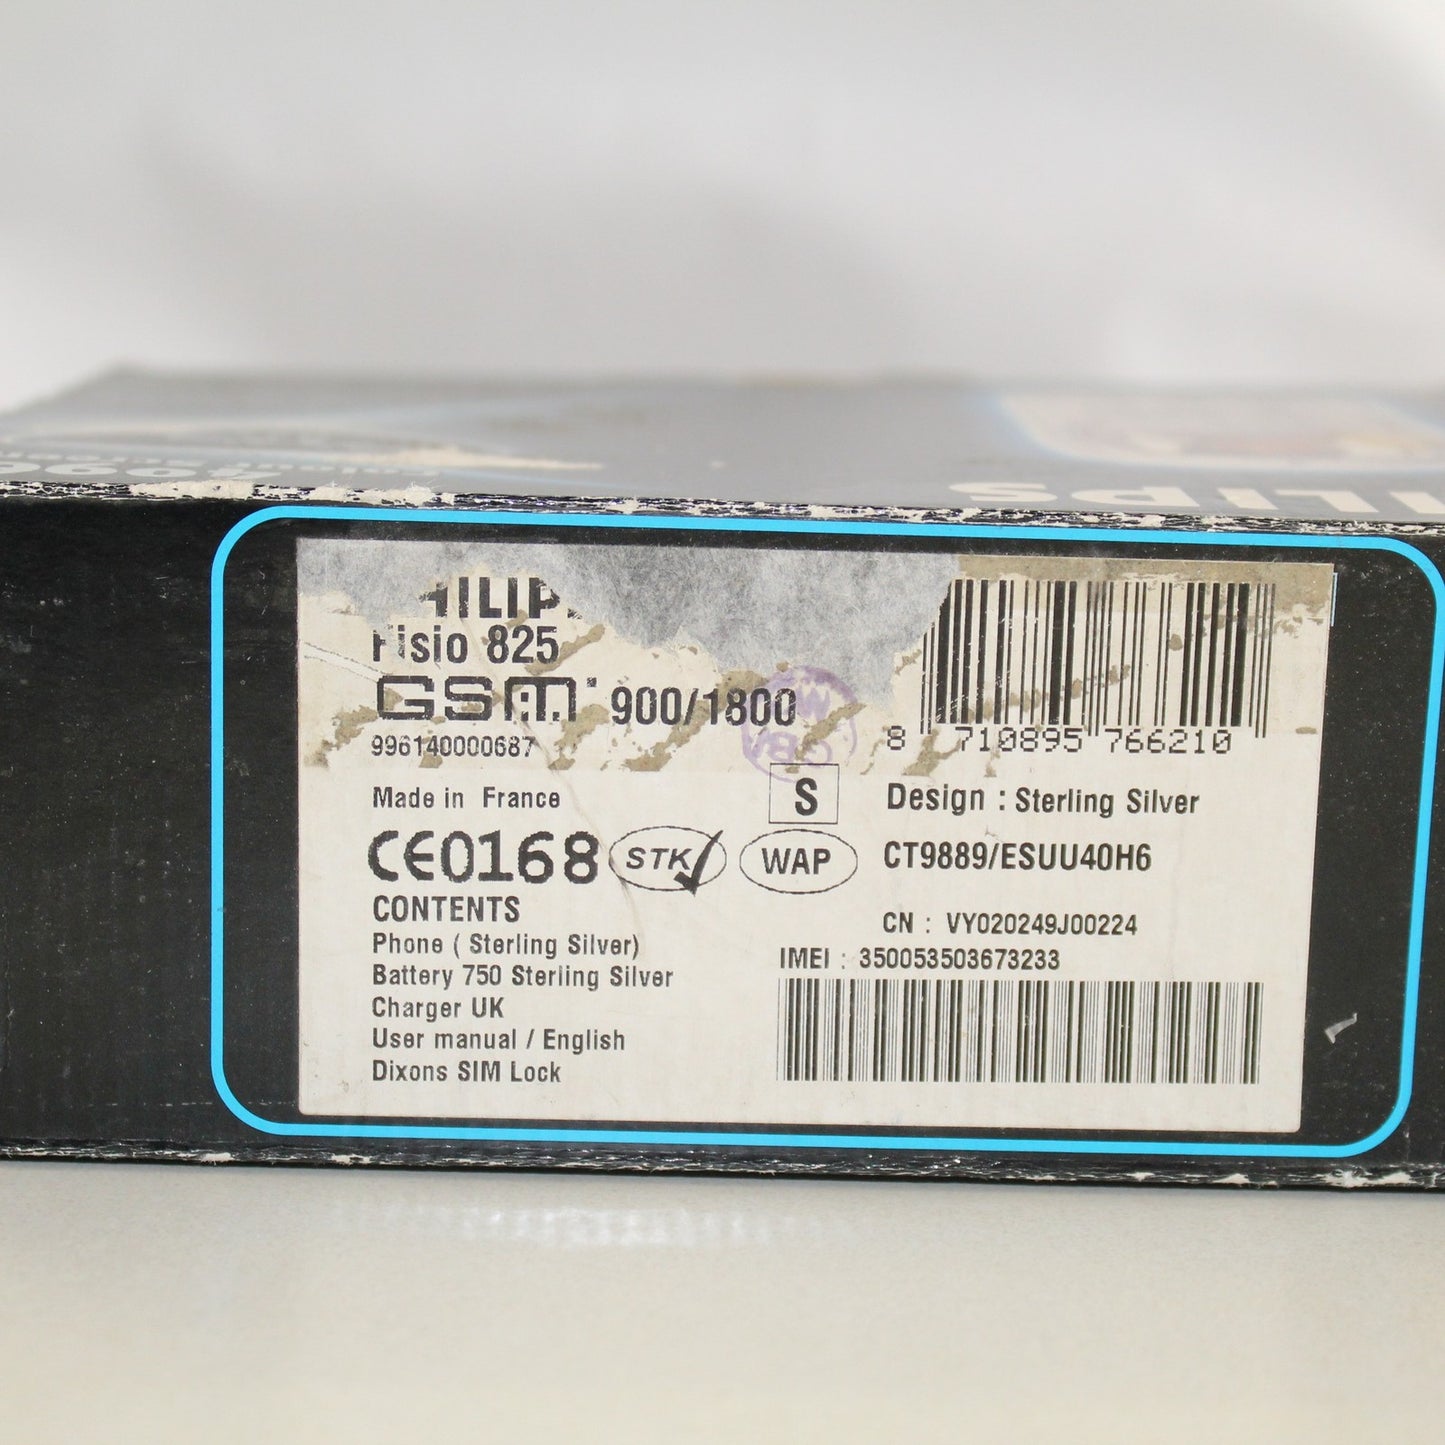 Fisio 825
GSM 900/1800
996140000687
8 710895 766210
Made in France
S
Design : Sterling Silver
CE0168 STK WAP
CT9889/ESUU40H6
CONTENTS
CN : VY020249J00224
Phone ( Sterling Silver)
IMEI : 350053503673233
Battery 750 Sterling Silver
Charger UK
User manual / English
Dixons SIM Lock